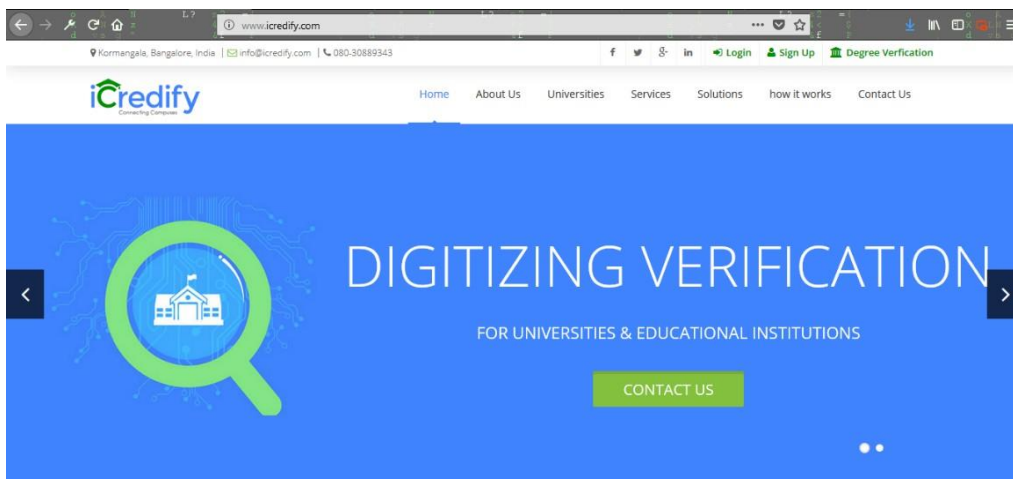 www.icredify.com
Kormangala, Bangalore, India | info@icredify.com | 080-30889343 Login Sign Up Degree Verfication
iCredify
Connecting Campuses
Home About Us Universities Services Solutions how it works Contact Us
DIGITIZING VERIFICATION
FOR UNIVERSITIES & EDUCATIONAL INSTITUTIONS
CONTACT US